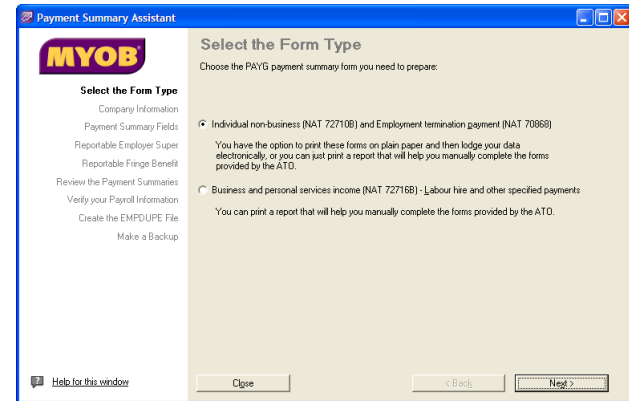 Payment Summary Assistant
MYOB
Select the Form Type
Company Information
Payment Summary Fields
Reportable Employer Super
Reportable Fringe Benefit
Review the Payment Summaries
Verify your Payroll Information
Create the EMPDUPE File
Make a Backup
Help for this window
Select the Form Type
Choose the PAYG payment summary form you need to prepare:
Individual non-business (NAT 72710B) and Employment termination payment (NAT 70868)
You have the option to print these forms on plain paper and then lodge your data
electronically, or you can just print a report that will help you manually complete the forms
provided by the ATO.
Business and personal services income (NAT 72716B) - Labour hire and other specified payments
You can print a report that will help you manually complete the forms provided by the ATO.
Close
< Back
Next >